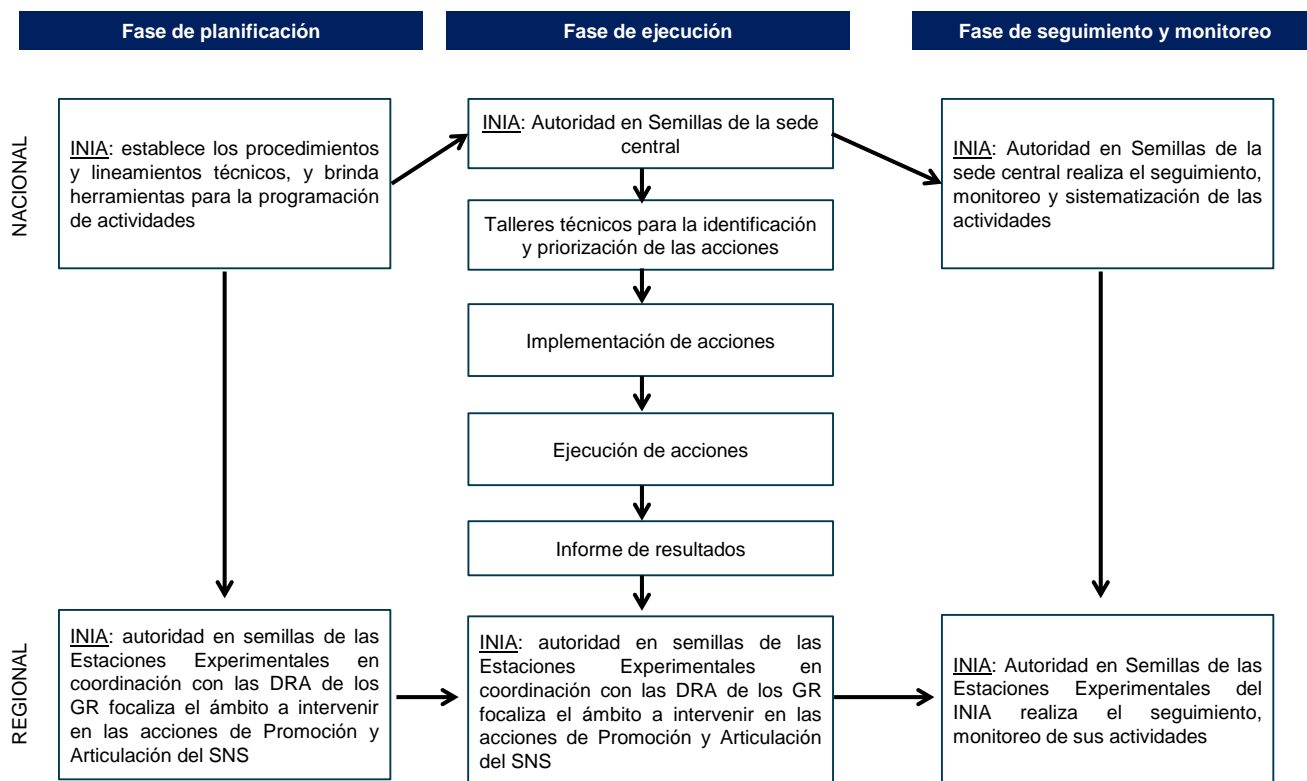 Fase de planificación
Fase de ejecución
Fase de seguimiento y monitoreo
NACIONAL
INIA: establece los procedimientos
y lineamientos técnicos, y brinda
herramientas para la programación
de actividades
INIA: Autoridad en Semillas de la sede
central
Talleres técnicos para la identificación
y priorización de las acciones
Implementación de acciones
Ejecución de acciones
Informe de resultados
INIA: Autoridad en Semillas de la
sede central realiza el seguimiento,
monitoreo y sistematización de las
actividades
REGIONAL
INIA: autoridad en semillas de las
Estaciones Experimentales en
coordinación con las DRA de los
GR focaliza el ámbito a intervenir
en las acciones de Promoción y
Articulación del SNS
INIA: autoridad en semillas de las
Estaciones Experimentales en
coordinación con las DRA de los GR
focaliza el ámbito a intervenir en las
acciones de Promoción y Articulación
del SNS
INIA: Autoridad en Semillas de las
Estaciones Experimentales del
INIA realiza el seguimiento,
monitoreo de sus actividades